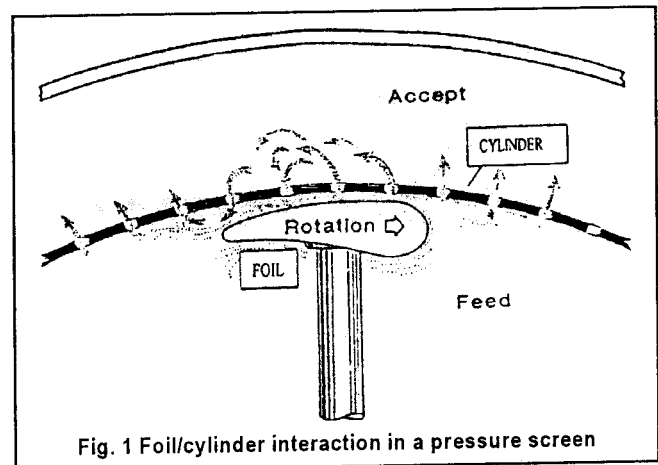 Accept
CYLINDER
Rotation
FOIL
Feed
Fig. 1 Foil/cylinder interaction in a pressure screen